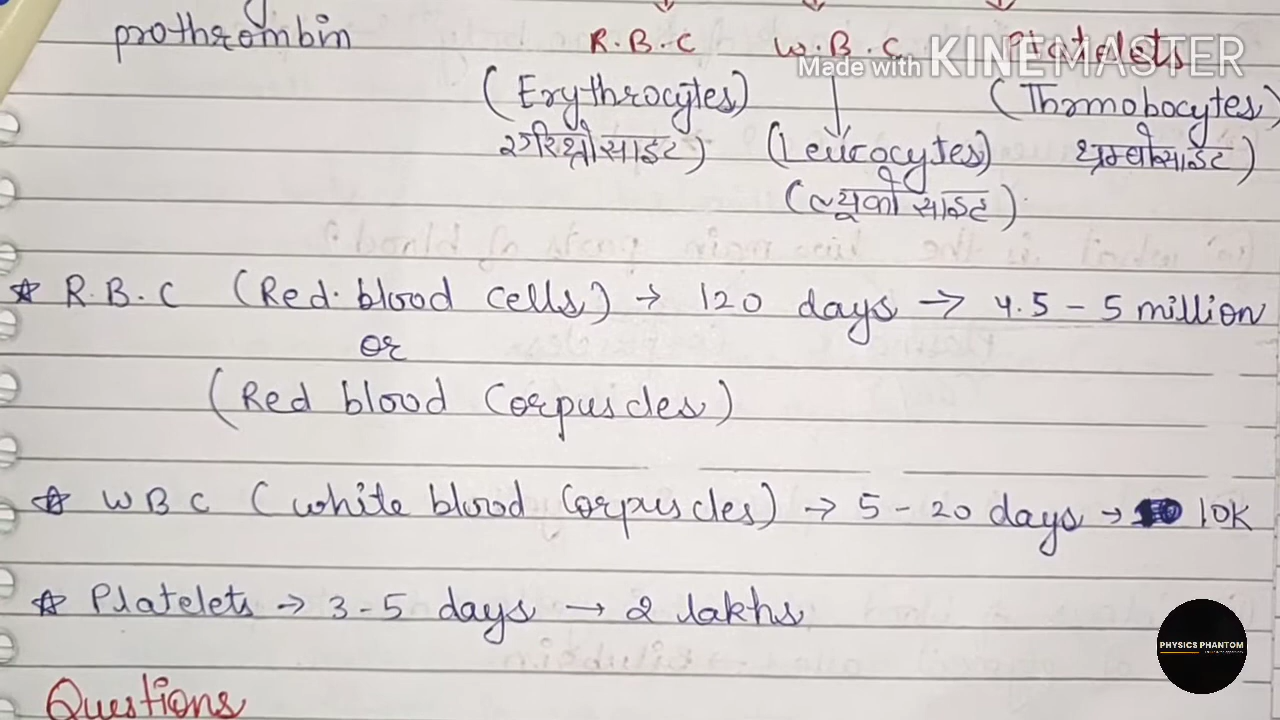 prothrombin R.B.C W.B.C Platelets
Made with KINEMASTER
(Erythrocytes) (Thrmobocytes)
एरिथ्रोसाइट) (Leucocytes) थ्रम्बोसाइट)
(ल्यूकोसाइट)
☆ R.B.C (Red blood cells) → 120 days → 4.5 - 5 million
or
(Red blood Corpuscles)
☆ WBC (white blood Corpuscles) → 5 - 20 days → 10K
☆ Platelets → 3-5 days → 2 lakhs
PHYSICS PHANTOM
Questions